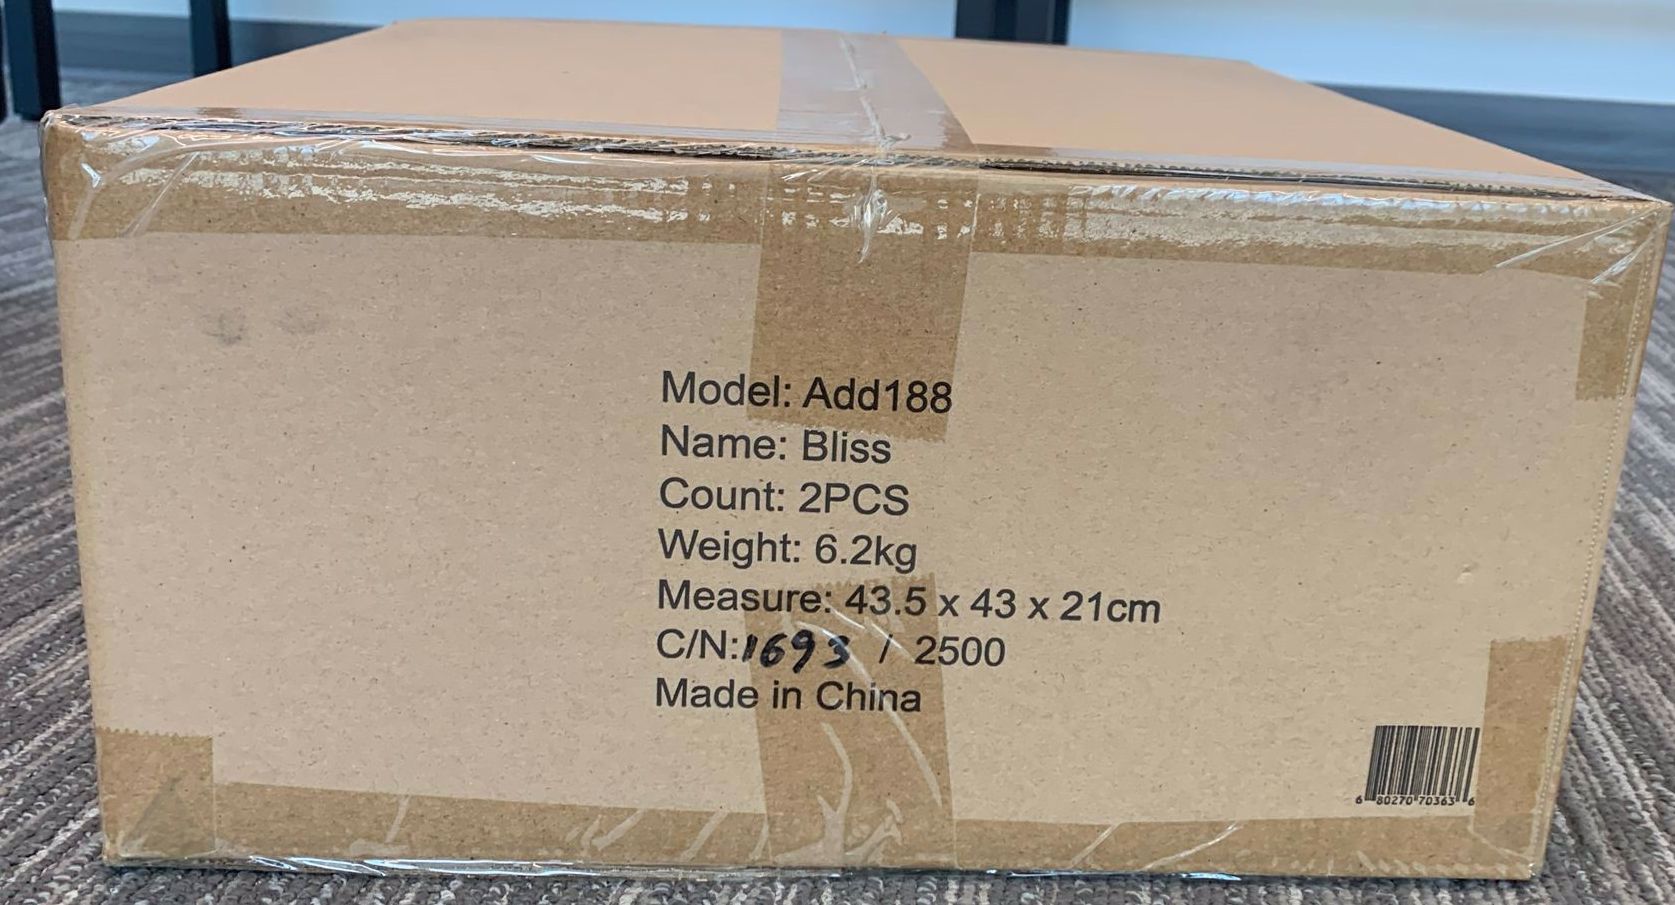 Model: Add188
Name: Bliss
Count: 2PCS
Weight: 6.2kg
Measure: 43.5 x 43 x 21cm
C/N:1693 / 2500
Made in China
6 80270 70363 6